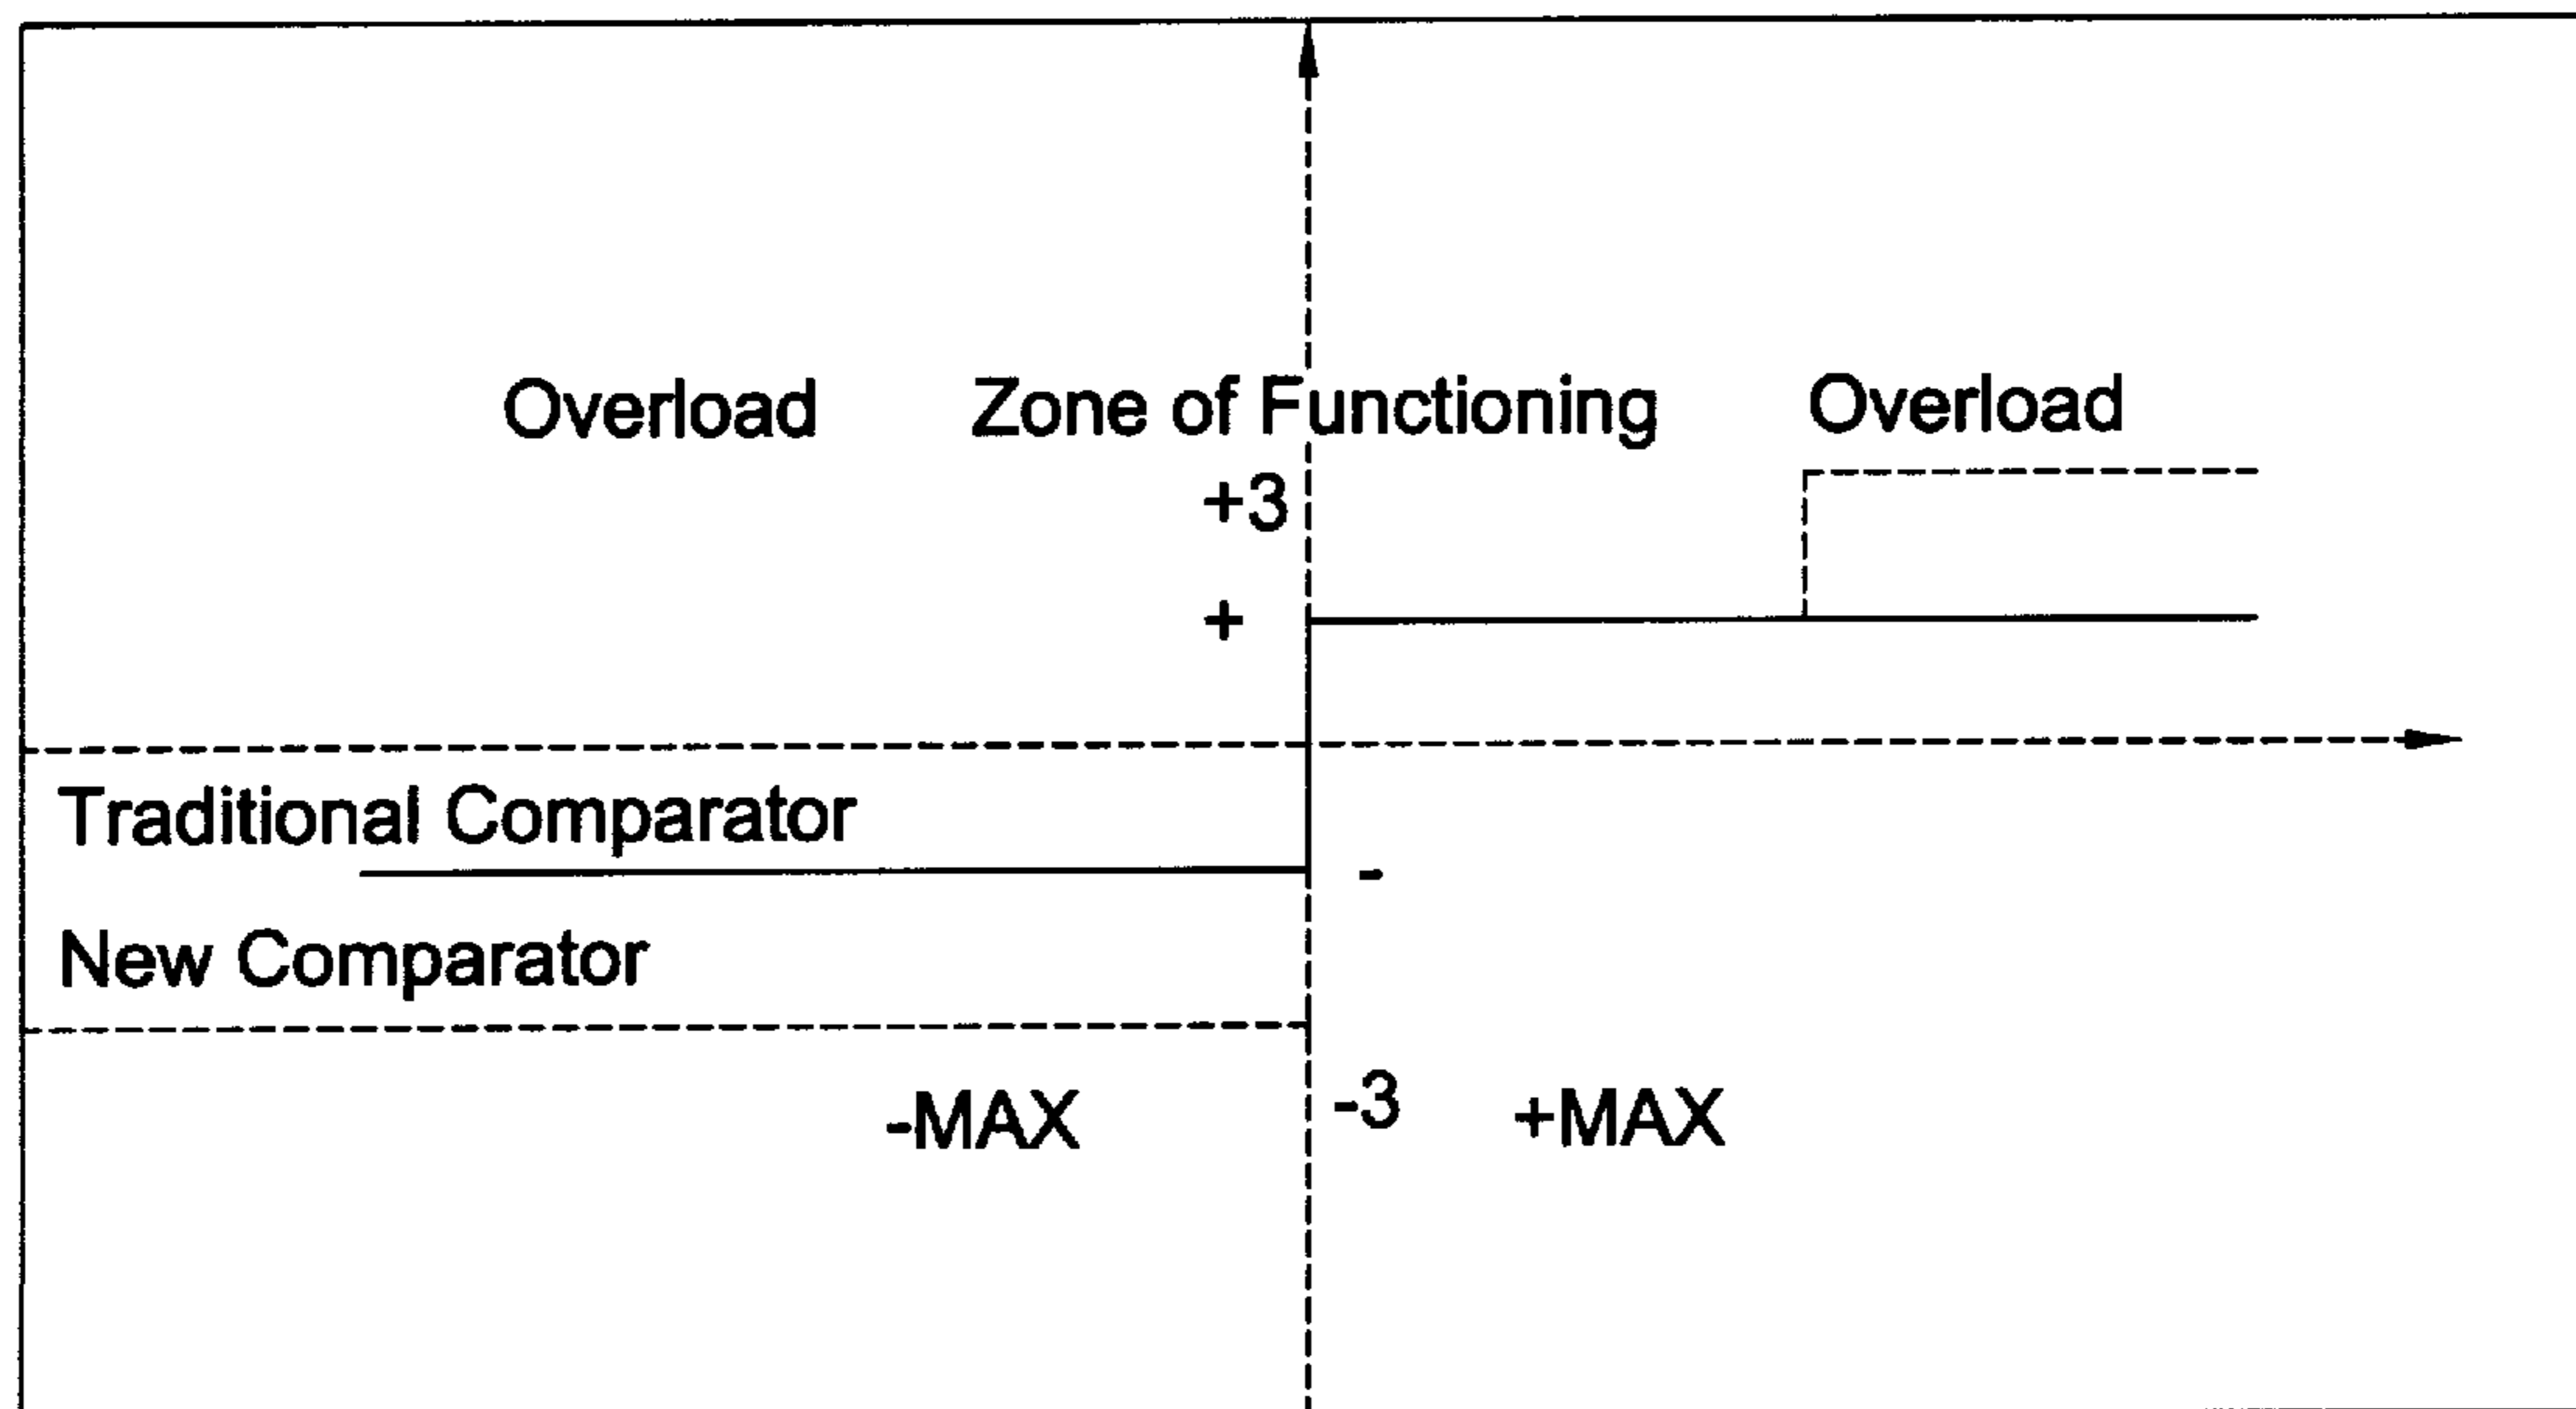 Overload Zone of Functioning Overload
+3
+
Traditional Comparator
-
New Comparator
-MAX -3 +MAX